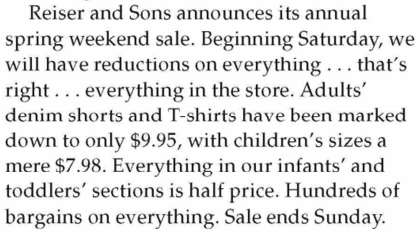 Reiser and Sons announces its annual
spring weekend sale. Beginning Saturday, we
will have reductions on everything . . . that’s
right . . . everything in the store. Adults’
denim shorts and T-shirts have been marked
down to only $9.95, with children’s sizes a
mere $7.98. Everything in our infants’ and
toddlers’ sections is half price. Hundreds of
bargains on everything. Sale ends Sunday.